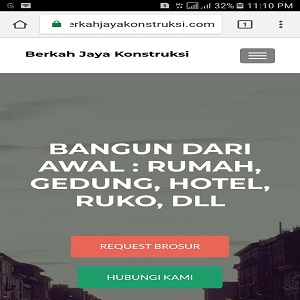 32% 11:10 PM
erkahjayakonstruksi.com
1
Berkah Jaya Konstruksi
BANGUN DARI
AWAL : RUMAH,
GEDUNG, HOTEL,
RUKO, DLL
REQUEST BROSUR
HUBUNGI KAMI